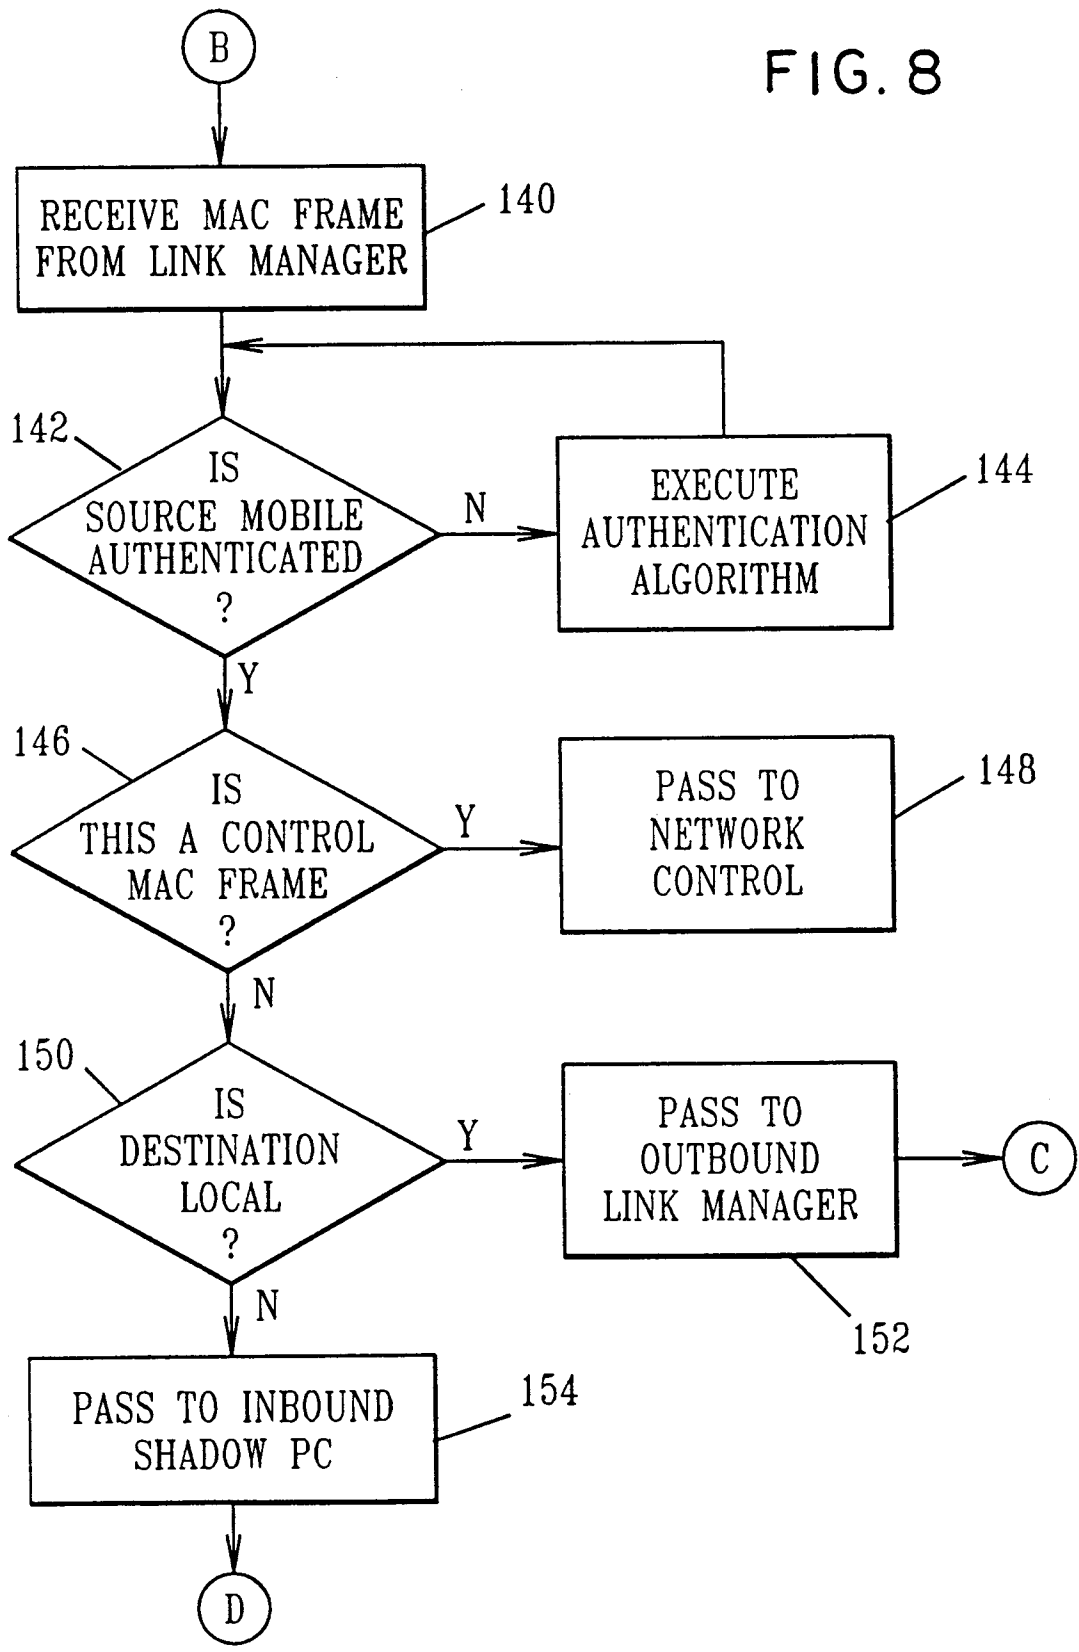 B
FIG. 8
RECEIVE MAC FRAME
FROM LINK MANAGER
140
142
IS
SOURCE MOBILE
AUTHENTICATED
?
N
EXECUTE
AUTHENTICATION
ALGORITHM
144
Y
146
IS
THIS A CONTROL
MAC FRAME
?
Y
PASS TO
NETWORK
CONTROL
148
N
150
IS
DESTINATION
LOCAL
?
Y
PASS TO
OUTBOUND
LINK MANAGER
C
152
N
PASS TO INBOUND
SHADOW PC
154
D